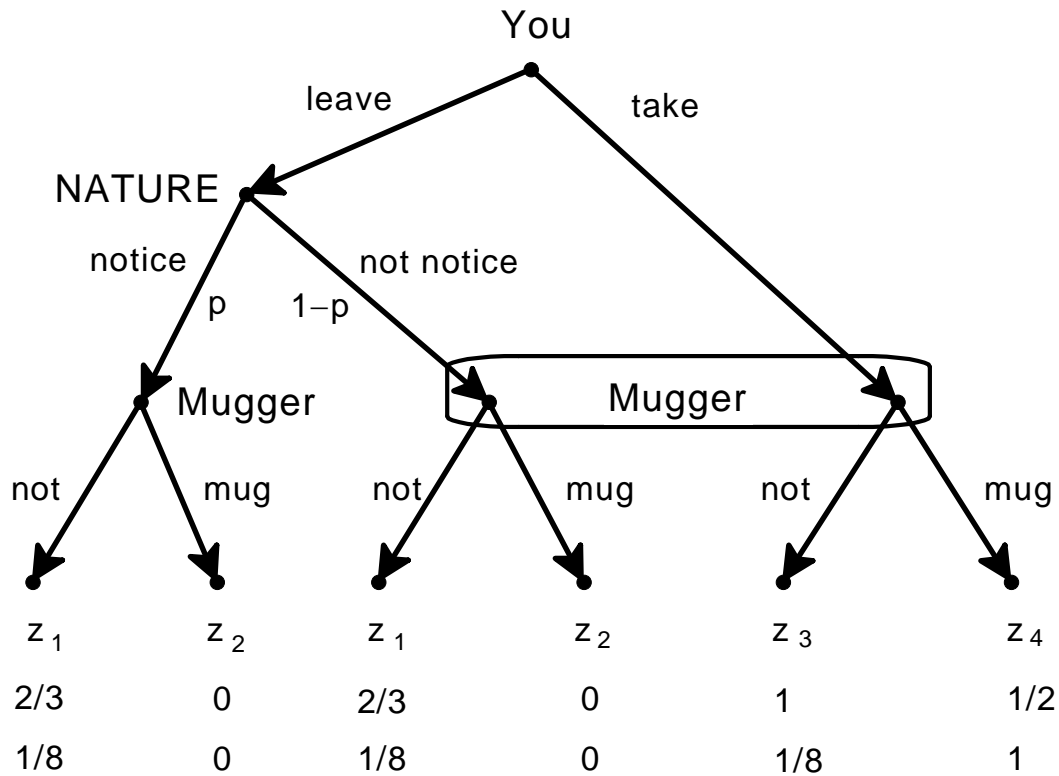 You
leave take
NATURE
notice not notice
p 1−p
Mugger Mugger
not mug not mug not mug
z 1 z 2 z 1 z 2 z 3 z 4
2/3 0 2/3 0 1 1/2
1/8 0 1/8 0 1/8 1